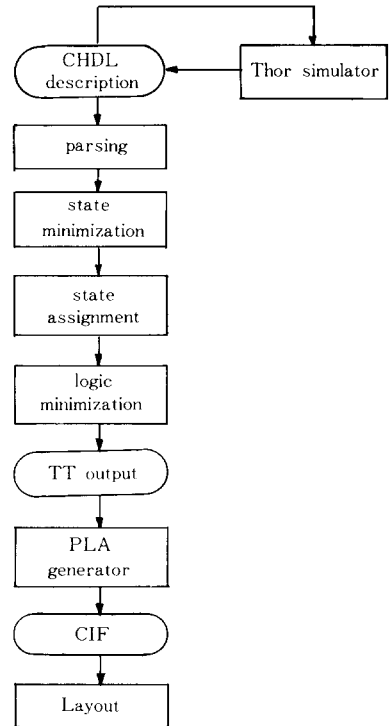 CHDL
description
Thor simulator
parsing
state
minimization
state
assignment
logic
minimization
TT output
PLA
generator
CIF
Layout